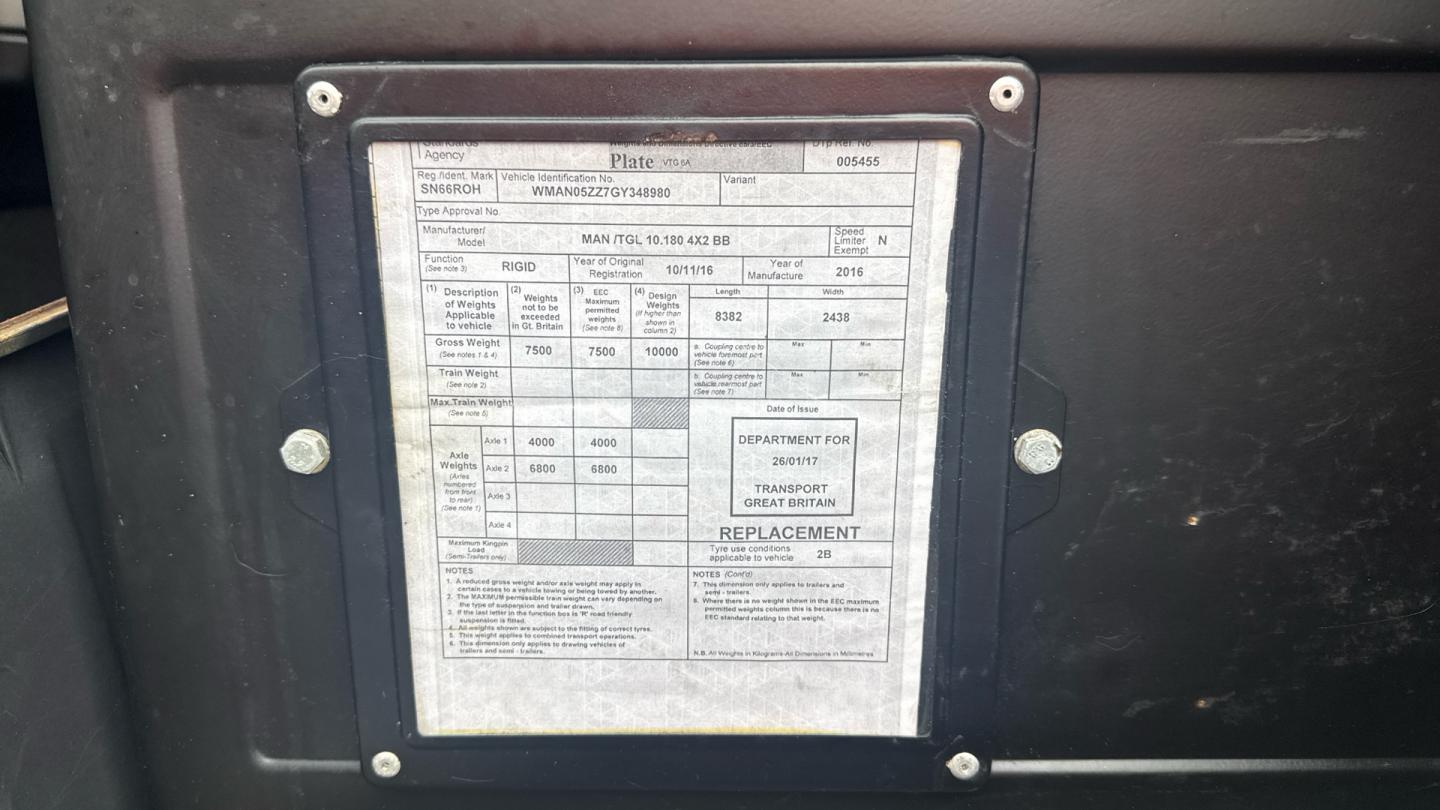 Standards
Agency
Weights and Dimensions Directive
Plate VTG 6A
DTp Ref. No.
005455
Reg./Ident. Mark
SN66ROH
Vehicle Identification No.
WMAN05ZZ7GY348980
Variant
Type Approval No.
Manufacturer/
Model
MAN /TGL 10.180 4X2 BB
Speed
Limiter
Exempt
N
Function
(See note 3)
RIGID
Year of Original
Registration
10/11/16
Year of
Manufacture
2016
(1) Description
of Weights
Applicable
to vehicle
(2) Weights
not to be
exceeded
in Gt. Britain
(3) EEC
Maximum
permitted
weights
(See note 8)
(4) Design
Weights
(if higher than
shown in
column 2)
Length
8382
Width
2438
Gross Weight
(See notes 1 & 4)
7500
7500
10000
a. Coupling centre to
vehicle foremost part
(See note 6)
Max
Min
Train Weight
(See note 2)
b. Coupling centre to
vehicle rearmost part
(See note 7)
Max
Min
Max.Train Weight
(See note 5)
Axle
Weights
(Axles
numbered
from front
to rear)
(See note 1)
Axle 1
4000
4000
Axle 2
6800
6800
Axle 3
Axle 4
Maximum Kingpin
Load
(Semi-Trailers only)
Date of Issue
DEPARTMENT FOR
26/01/17
TRANSPORT
GREAT BRITAIN
REPLACEMENT
Tyre use conditions
applicable to vehicle
2B
NOTES
1. A reduced gross weight and/or axle weight may apply in
certain cases to a vehicle towing or being towed by another.
2. The MAXIMUM permissible train weight can vary depending on
the type of suspension and trailer drawn.
3. If the last letter in the function box is 'R' road friendly
suspension is fitted.
4. All weights shown are subject to the fitting of correct tyres.
5. This weight applies to combined transport operations.
6. This dimension only applies to drawing vehicles of
trailers and semi - trailers.
NOTES (Cont'd)
7. This dimension only applies to trailers and
semi - trailers.
8. Where there is no weight shown in the EEC maximum
permitted weights column this is because there is no
EEC standard relating to that weight.
N.B. All Weights in Kilograms-All Dimensions in Millimetres